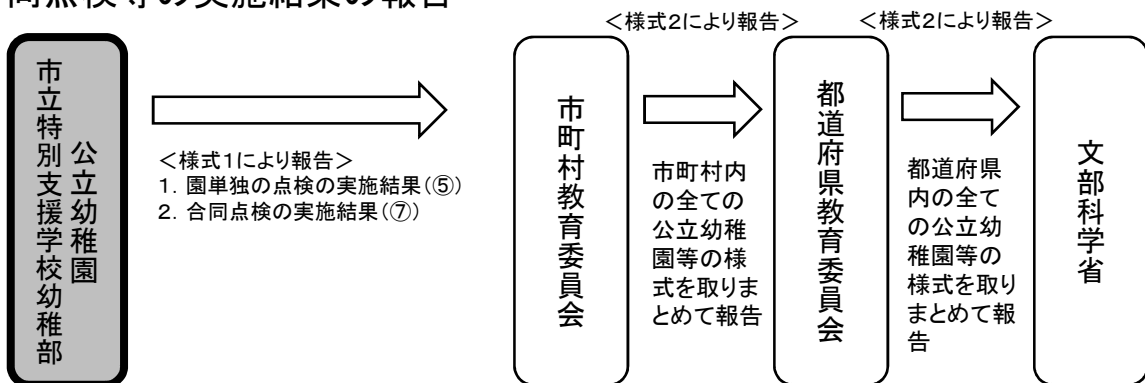 同点検等の実施結果の報告
＜様式2により報告＞
＜様式2により報告＞
公立幼稚園
市立特別支援学校幼稚部
＜様式1により報告＞
1．園単独の点検の実施結果(⑤)
2．合同点検の実施結果(⑦)
市町村教育委員会
市町村内
の全ての
公立幼稚
園等の様
式を取りま
とめて報告
都道府県教育委員会
都道府県
内の全て
の公立幼
稚園等の
様式を取り
まとめて報
告
文部科学省